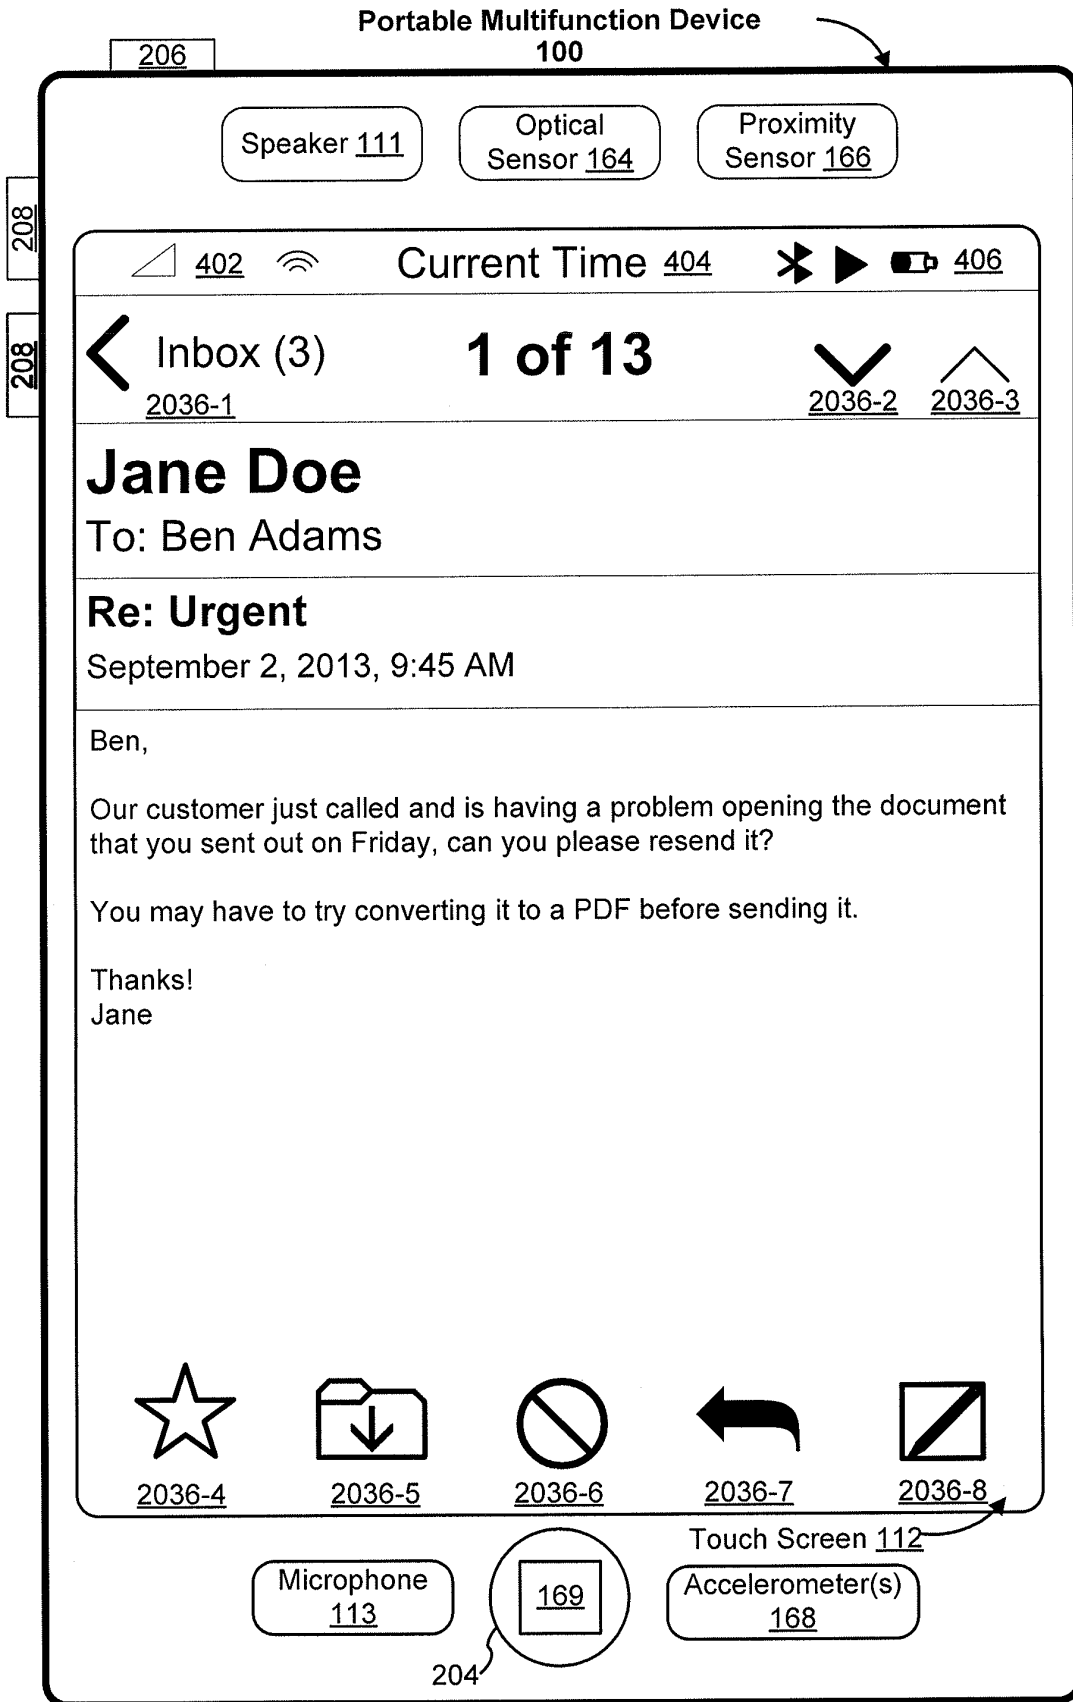 Portable Multifunction Device
100
206
Speaker 111
Optical
Sensor 164
Proximity
Sensor 166
208
208
402
Current Time 404
406
Inbox (3)
1 of 13
2036-1
2036-2
2036-3
Jane Doe
To: Ben Adams
Re: Urgent
September 2, 2013, 9:45 AM
Ben,
Our customer just called and is having a problem opening the document
that you sent out on Friday, can you please resend it?
You may have to try converting it to a PDF before sending it.
Thanks!
Jane
2036-4
2036-5
2036-6
2036-7
2036-8
Touch Screen 112
Microphone
113
169
Accelerometer(s)
168
204